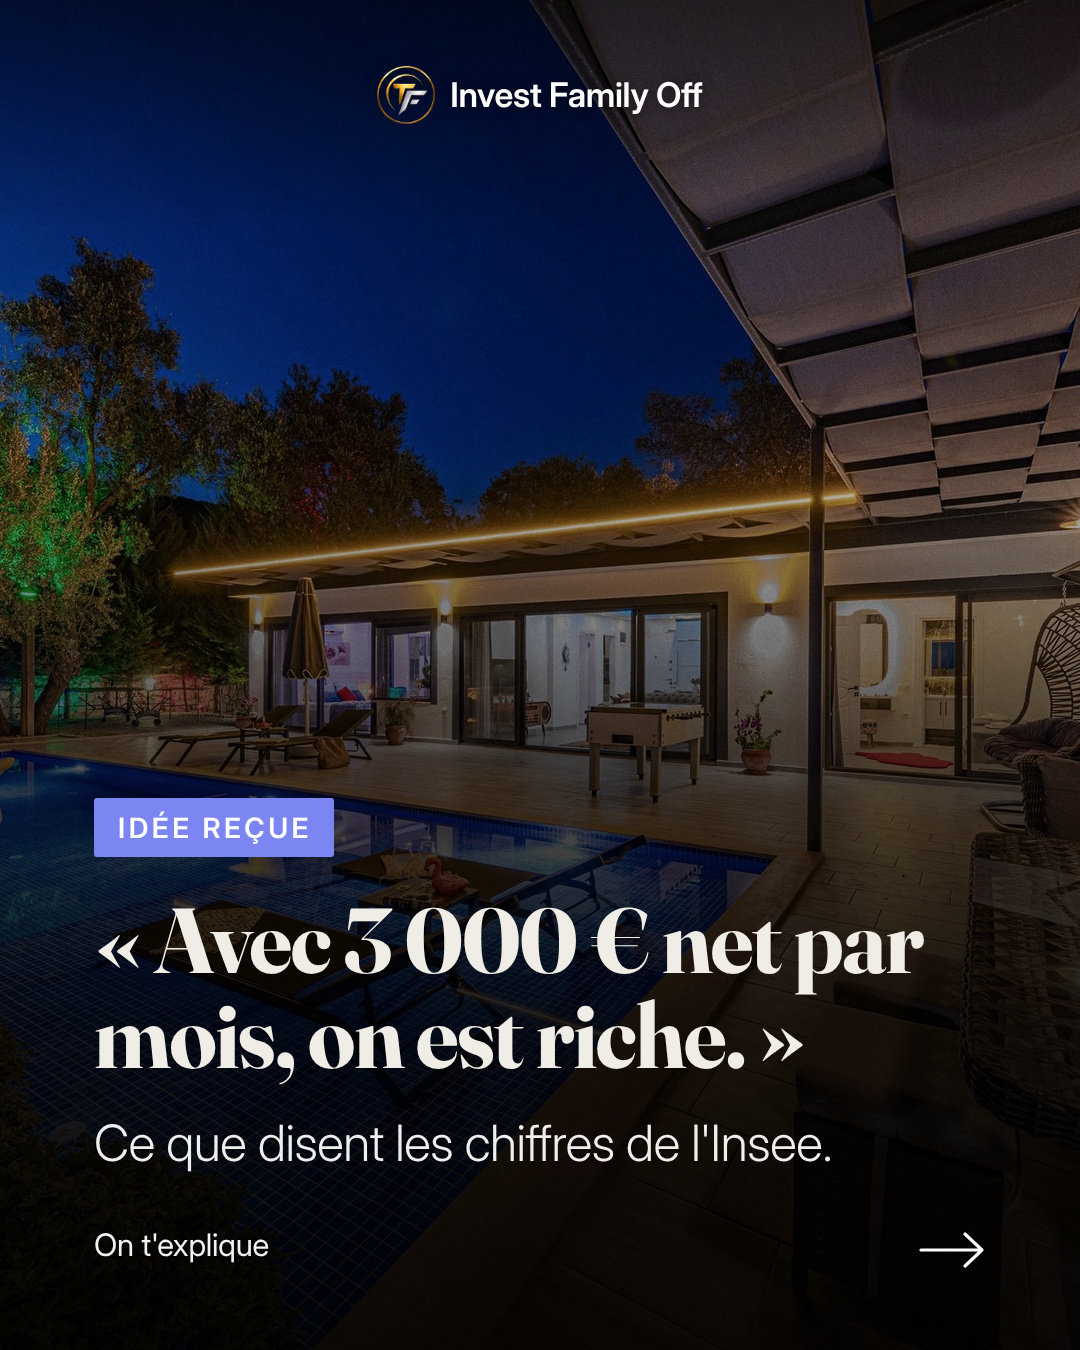 Invest Family Off
IDÉE REÇUE
« Avec 3 000 € net par
mois, on est riche. »
Ce que disent les chiffres de l'Insee.
On t'explique